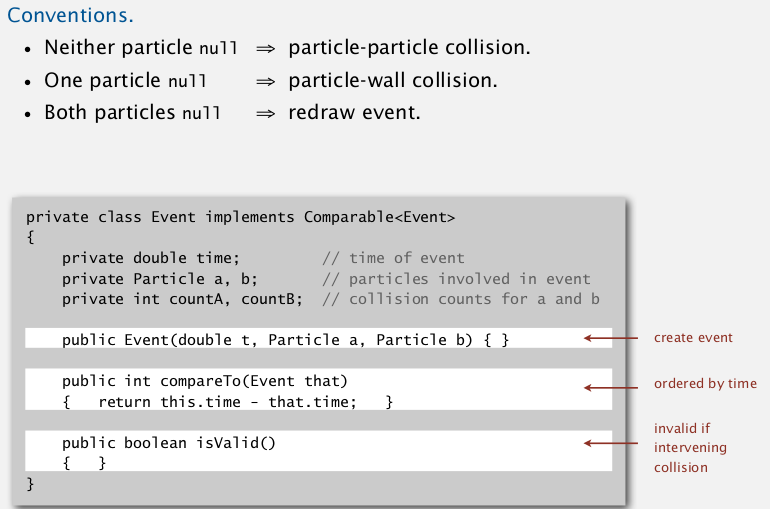 Conventions.
• Neither particle null ⇒ particle-particle collision.
• One particle null ⇒ particle-wall collision.
• Both particles null ⇒ redraw event.
private class Event implements Comparable<Event>
{
private double time; // time of event
private Particle a, b; // particles involved in event
private int countA, countB; // collision counts for a and b
public Event(double t, Particle a, Particle b) { }
create event
public int compareTo(Event that)
{ return this.time - that.time; }
ordered by time
public boolean isValid()
{ }
invalid if
intervening
collision
}